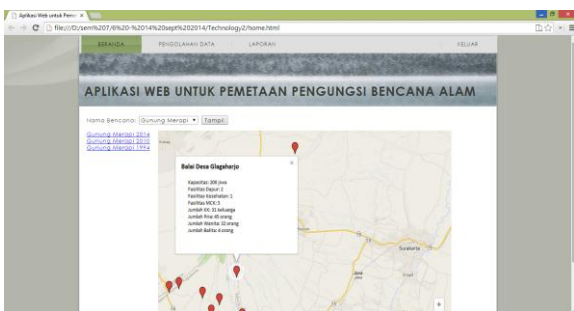 Aplikasi Web untuk Peme
file:///D:/sem%207/6%20-%2014%20sept%202014/Technology2/home.html
BERANDA PENGOLAHAN DATA LAPORAN KELUAR
APLIKASI WEB UNTUK PEMETAAN PENGUNGSI BENCANA ALAM
Nama Bencana: Gunung Merapi Tampil
Gunung Merapi 2014
Gunung Merapi 2010
Gunung Merapi 1994
Balai Desa Glagaharjo
Kapasitas: 200 jiwa
Fasilitas Dapur: 1
Fasilitas Kesehatan: 1
Fasilitas MCK: 5
Jumlah KK: 31 keluarga
Jumlah Pria: 45 orang
Jumlah Wanita: 32 orang
Jumlah Balita: 6 orang
Surakarta